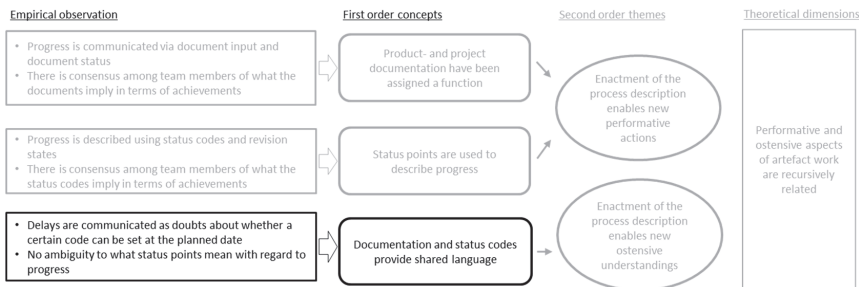 Empirical observation
First order concepts
Second order themes
Theoretical dimensions
• Progress is communicated via document input and
document status
• There is consensus among team members of what the
documents imply in terms of achievements
Product- and project
documentation have been
assigned a function
Enactment of the
process description
enables new
performative
actions
• Progress is described using status codes and revision
states
• There is consensus among team members of what the
status codes imply in terms of achievements
Status points are used to
describe progress
Performative and
ostensive aspects
of artefact work
are recursively
related
• Delays are communicated as doubts about whether a
certain code can be set at the planned date
• No ambiguity to what status points mean with regard to
progress
Documentation and status codes
provide shared language
Enactment of the
process description
enables new
ostensive
understandings